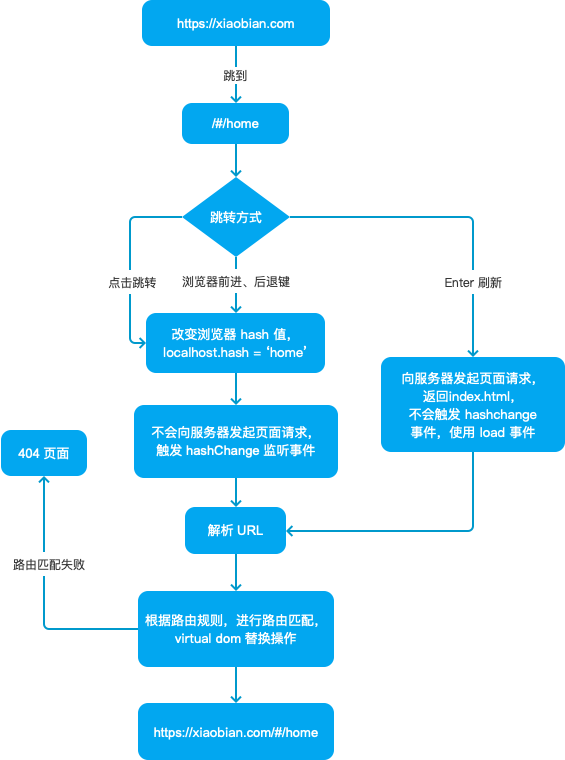 https://xiaobian.com
跳到
/#/home
跳转方式
点击跳转
浏览器前进、后退键
Enter 刷新
改变浏览器 hash 值,
localhost.hash = ‘home’
向服务器发起页面请求,
返回index.html,
不会触发 hashchange
事件，使用 load 事件
不会向服务器发起页面请求,
触发 hashChange 监听事件
404 页面
解析 URL
路由匹配失败
根据路由规则，进行路由匹配,
virtual dom 替换操作
https://xiaobian.com/#/home